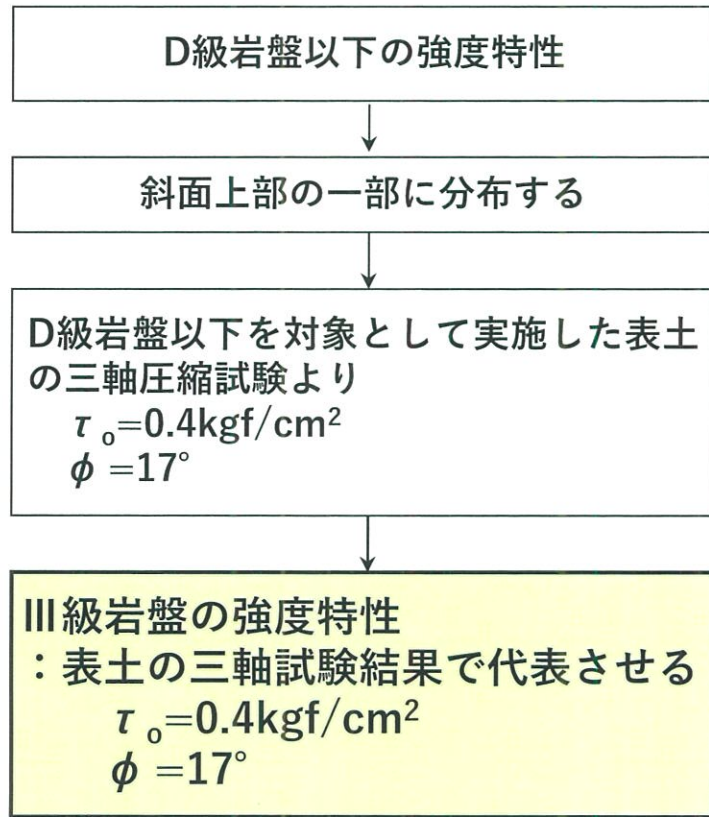 D級岩盤以下の強度特性
斜面上部の一部に分布する
D級岩盤以下を対象として実施した表土
の三軸圧縮試験より
τ₀=0.4kgf/cm²
ϕ=17°
Ⅲ級岩盤の強度特性
：表土の三軸試験結果で代表させる
τ₀=0.4kgf/cm²
ϕ=17°